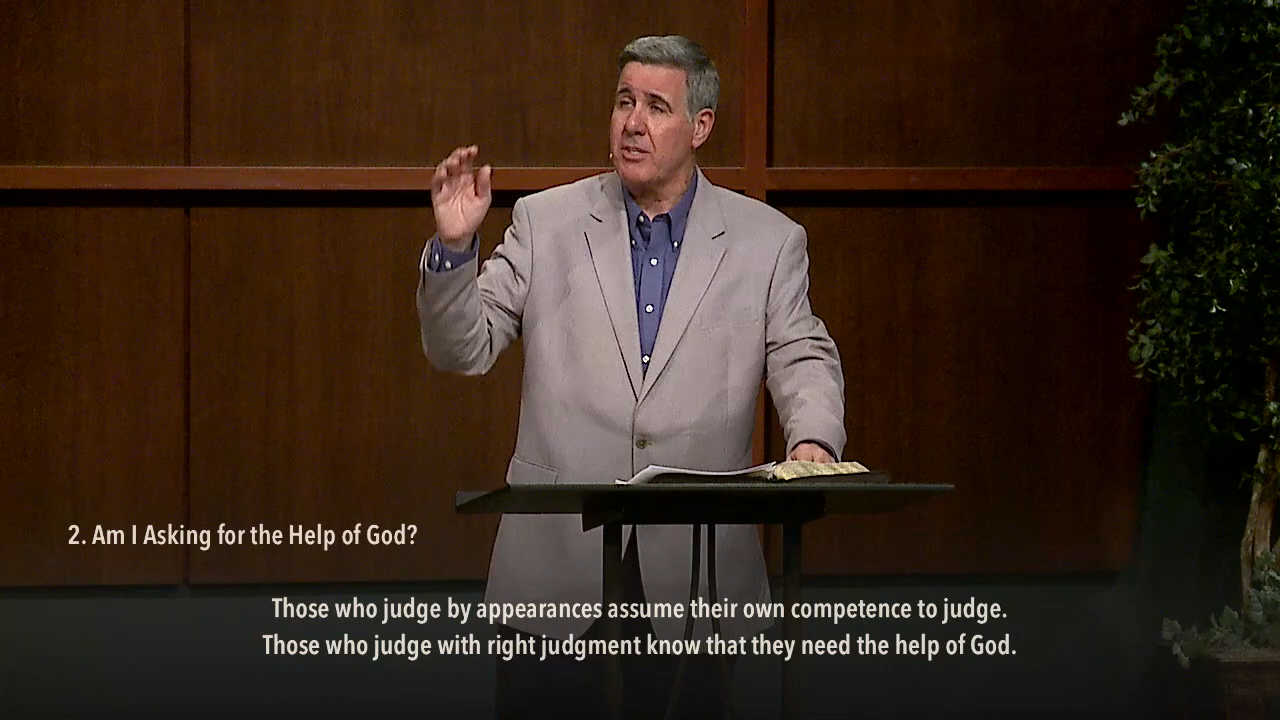 2. Am I Asking for the Help of God?
Those who judge by appearances assume their own competence to judge.
Those who judge with right judgment know that they need the help of God.